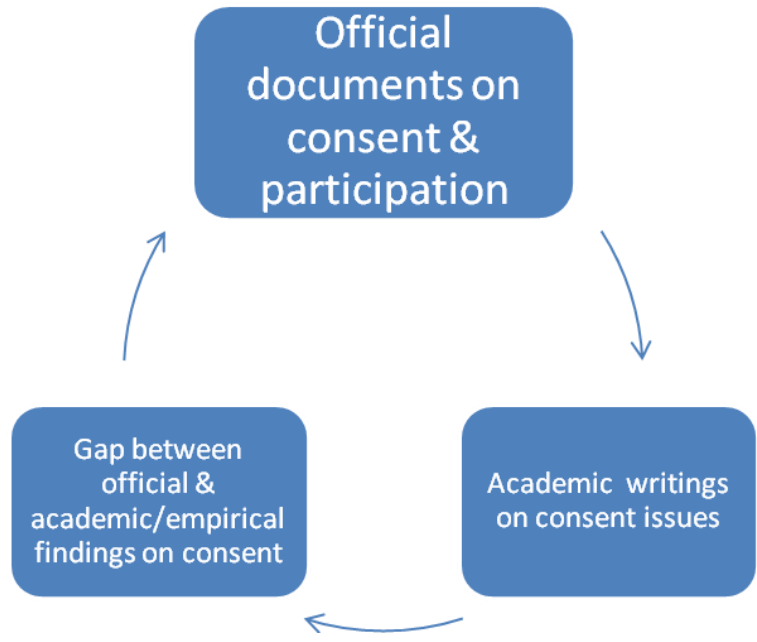 Official
documents on
consent &
participation
Gap between
official &
academic/empirical
findings on consent
Academic writings
on consent issues